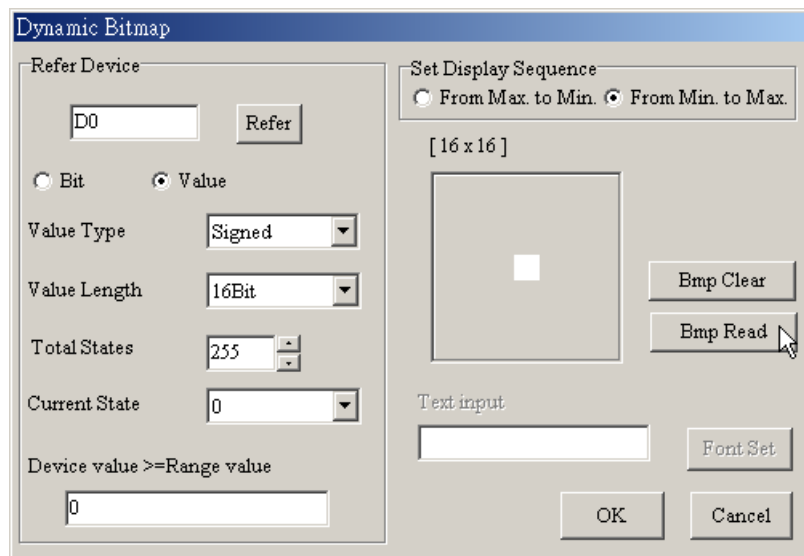 Dynamic Bitmap
Refer Device
D0
Refer
Bit
Value
Value Type
Signed
Value Length
16Bit
Total States
255
Current State
0
Device value >=Range value
0
Set Display Sequence
From Max. to Min.
From Min. to Max.
[ 16 x 16 ]
Bmp Clear
Bmp Read
Text input
Font Set
OK
Cancel